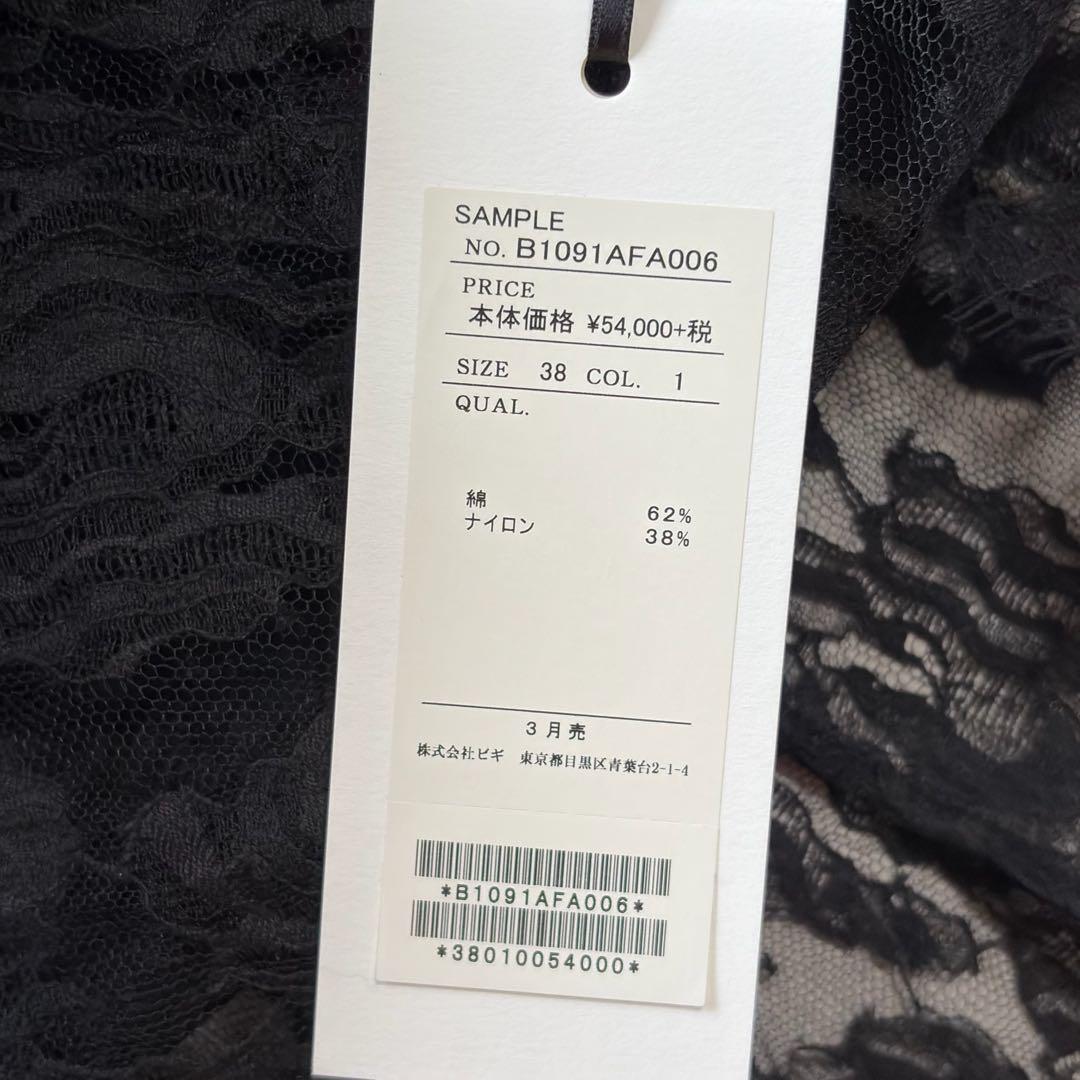 SAMPLE
NO. B1091AFA006
PRICE
本体価格 ¥54,000+税
SIZE 38 COL. 1
QUAL.
綿 62%
ナイロン 38%
3月売
株式会社ビギ 東京都目黒区青葉台2-1-4
*B1091AFA006*
*38010054000*